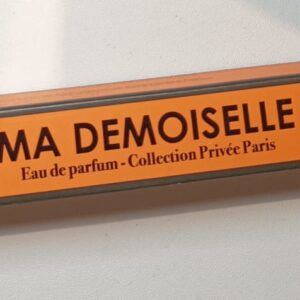 MA DEMOISELLE
Eau de parfum - Collection Privée Paris